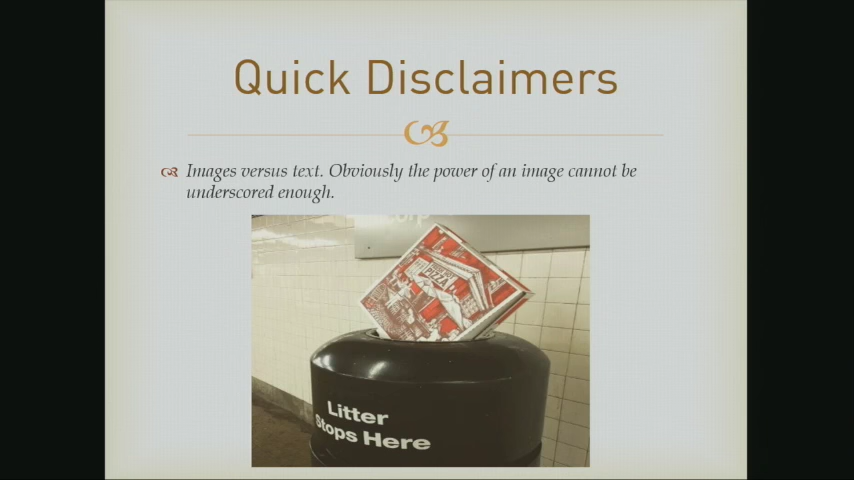 Quick Disclaimers
Images versus text. Obviously the power of an image cannot be
underscored enough.
PIZZA
Litter
Stops Here